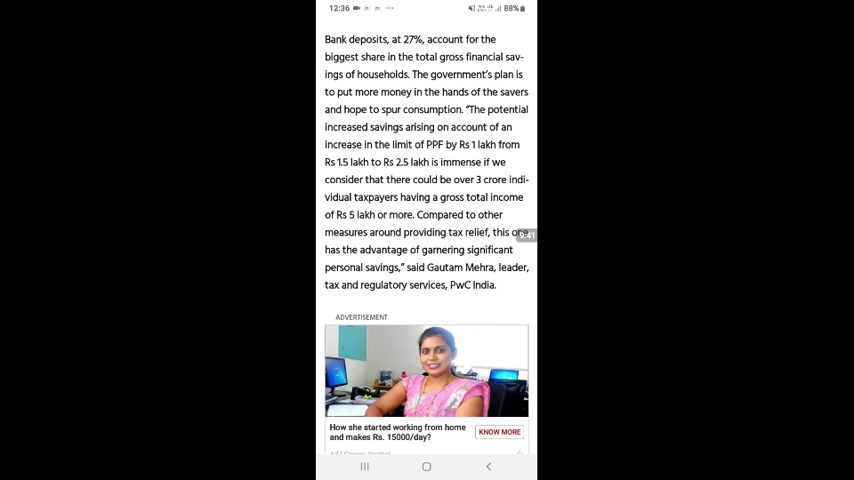 12:36
88%
Bank deposits, at 27%, account for the
biggest share in the total gross financial sav-
ings of households. The government's plan is
to put more money in the hands of the savers
and hope to spur consumption. "The potential
increased savings arising on account of an
increase in the limit of PPF by Rs 1 lakh from
Rs 1.5 lakh to Rs 2.5 lakh is immense if we
consider that there could be over 3 crore indi-
vidual taxpayers having a gross total income
of Rs 5 lakh or more. Compared to other
measures around providing tax relief, this one
9:41
has the advantage of garnering significant
personal savings," said Gautam Mehra, leader,
tax and regulatory services, PwC India.
ADVERTISEMENT
How she started working from home
and makes Rs. 15000/day?
KNOW MORE